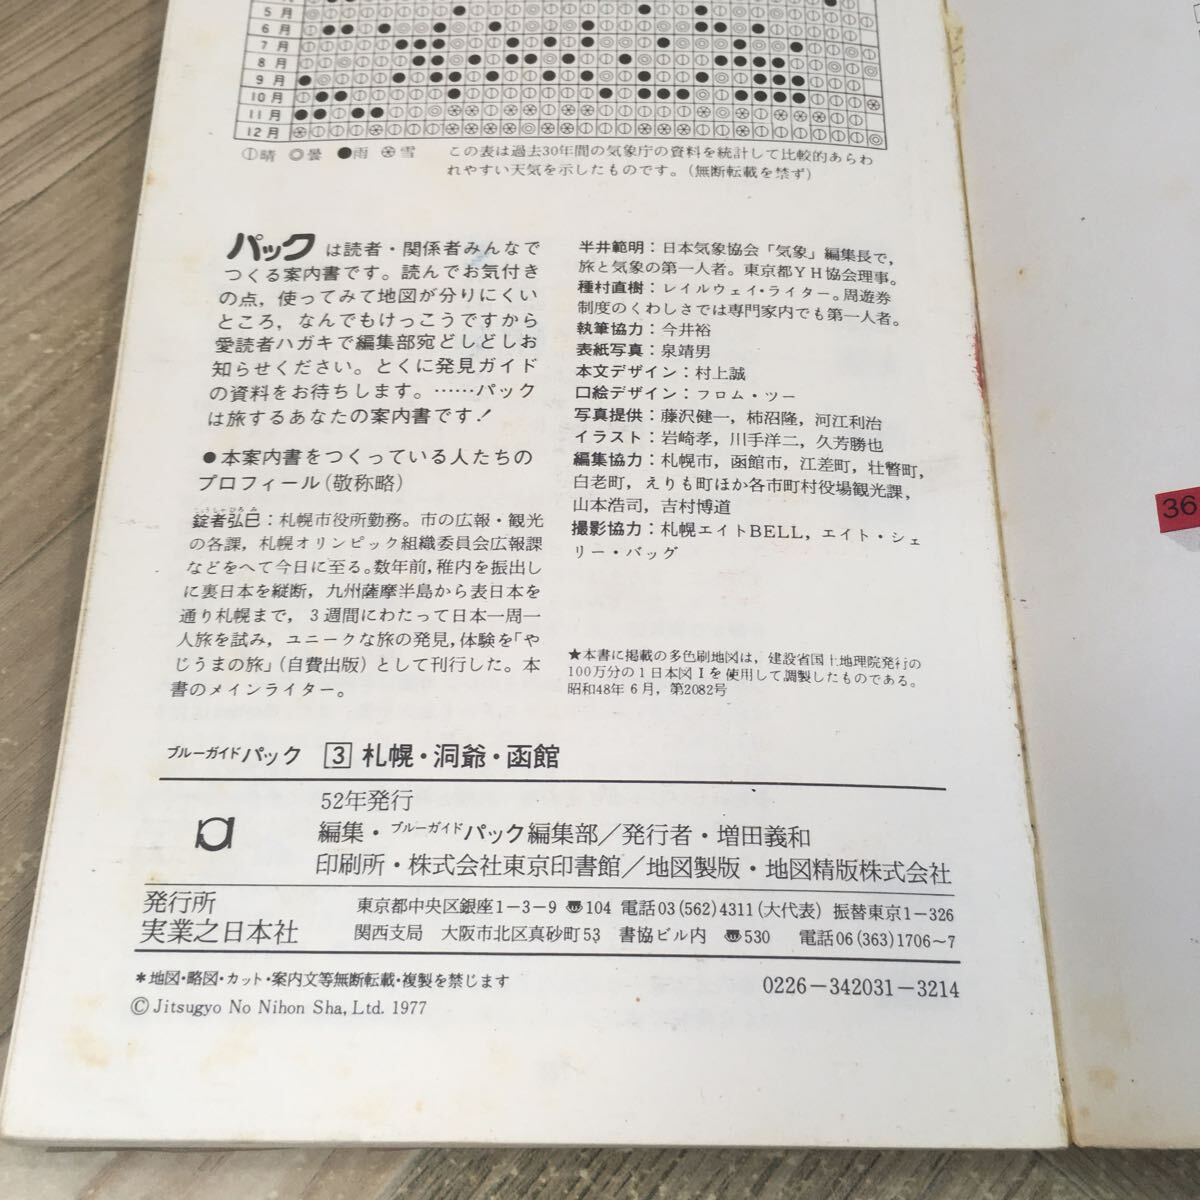 5月
6月
7月
8月
9月
10月
11月
12月
晴 曇 雨 雪
この表は過去30年間の気象庁の資料を統計して比較的あらわ
れやすい天気を示したものです。(無断転載を禁ず)
パックは読者・関係者みんなで
つくる案内書です。読んでお気付き
の点，使ってみて地図が分りにくい
ところ，なんでもけっこうですから
愛読者ハガキで編集部宛どしどしお
知らせください。とくに発見ガイド
の資料をお待ちします。……パック
は旅するあなたの案内書です！
●本案内書をつくっている人たちの
プロフィール(敬称略)
錠者弘巳：札幌市役所勤務。市の広報・観光
の各課，札幌オリンピック組織委員会広報課
などをへて今日に至る。数年前，稚内を振出し
に裏日本を縦断，九州薩摩半島から表日本を
通り札幌まで，3週間にわたって日本一周一
人旅を試み，ユニークな旅の発見，体験を「や
じうまの旅」(自費出版)として刊行した。本
書のメインライター。
半井範明：日本気象協会「気象」編集長で，
旅と気象の第一人者。東京都YH協会理事。
種村直樹：レイルウェイ・ライター。周遊券
制度のくわしさでは専門家内でも第一人者。
執筆協力：今井裕
表紙写真：泉靖男
本文デザイン：村上誠
口絵デザイン：フロム・ツー
写真提供：藤沢健一，柿沼隆，河江利治
イラスト：岩崎孝，川手洋二，久芳勝也
編集協力：札幌市，函館市，江差町，壮瞥町，
白老町，えりも町ほか各市町村役場観光課，
山本浩司，吉村博道
撮影協力：札幌エイトBELL，エイト・シェ
リー・バッグ
★本書に掲載の多色刷地図は，建設省国土地理院発行の
100万分の1日本図Ⅰを使用して調製したものである。
昭和48年6月，第2082号
ブルーガイドパック 3 札幌・洞爺・函館
52年発行
編集・ブルーガイドパック編集部／発行者・増田義和
印刷所・株式会社東京印書館／地図製版・地図精版株式会社
発行所
実業之日本社
東京都中央区銀座1-3-9 〠104 電話03(562)4311(大代表) 振替東京1-326
関西支局 大阪市北区真砂町53 書協ビル内 〠530 電話06(363)1706〜7
＊地図・略図・カット・案内文等無断転載・複製を禁じます
© Jitsugyo No Nihon Sha, Ltd. 1977
0226-342031-3214
36